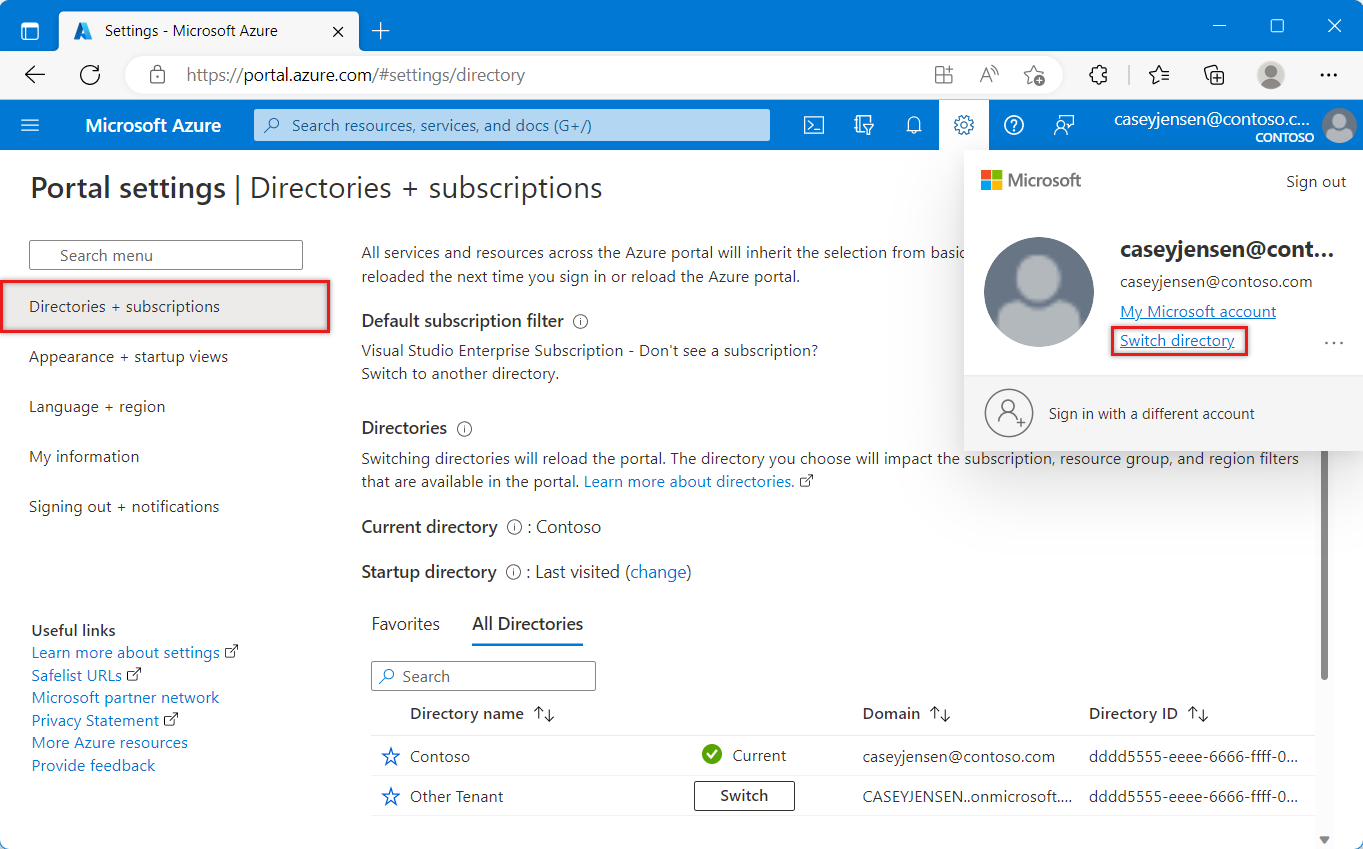 Settings - Microsoft Azure
https://portal.azure.com/#settings/directory
Microsoft Azure
Search resources, services, and docs (G+/)
caseyjensen@contoso.c...
CONTOSO
Portal settings | Directories + subscriptions
Search menu
Directories + subscriptions
Appearance + startup views
Language + region
My information
Signing out + notifications
Useful links
Learn more about settings
Safelist URLs
Microsoft partner network
Privacy Statement
More Azure resources
Provide feedback
All services and resources across the Azure portal will inherit the selection from basic
reloaded the next time you sign in or reload the Azure portal.
Default subscription filter
Visual Studio Enterprise Subscription - Don't see a subscription?
Switch to another directory.
Directories
Switching directories will reload the portal. The directory you choose will impact the subscription, resource group, and region filters
that are available in the portal. Learn more about directories.
Current directory : Contoso
Startup directory : Last visited (change)
Favorites All Directories
Search
Directory name Domain Directory ID
Contoso Current caseyjensen@contoso.com dddd5555-eeee-6666-ffff-0...
Other Tenant Switch CASEYJENSEN..onmicrosoft.... dddd5555-eeee-6666-ffff-0...
Microsoft
Sign out
caseyjensen@cont...
caseyjensen@contoso.com
My Microsoft account
Switch directory
Sign in with a different account